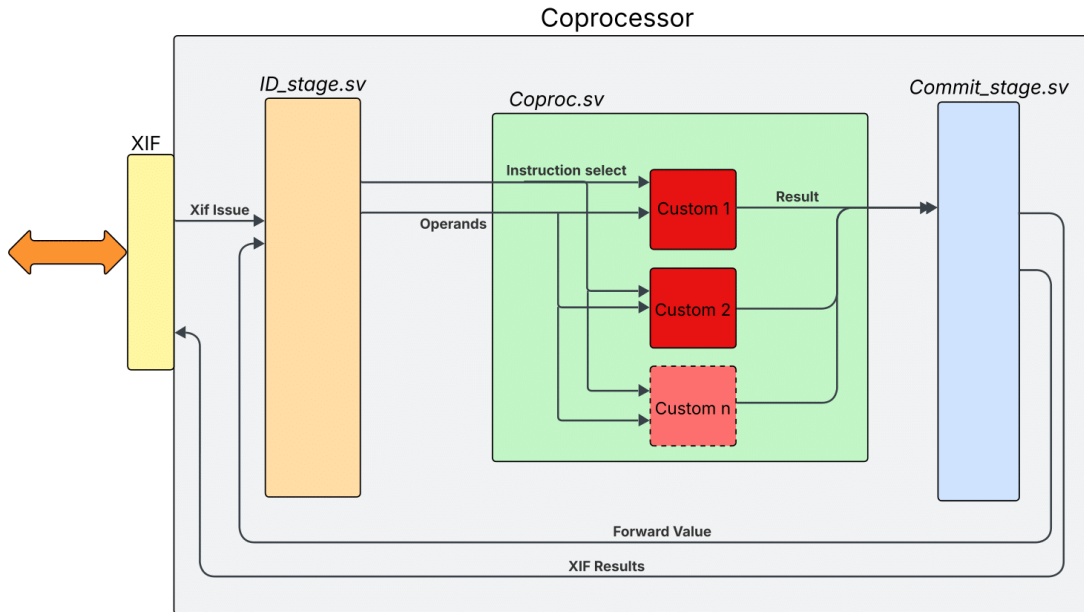 Coprocessor
ID_stage.sv
Coproc.sv
Commit_stage.sv
XIF
Xif Issue
Instruction select
Operands
Custom 1
Result
Custom 2
Custom n
Forward Value
XIF Results